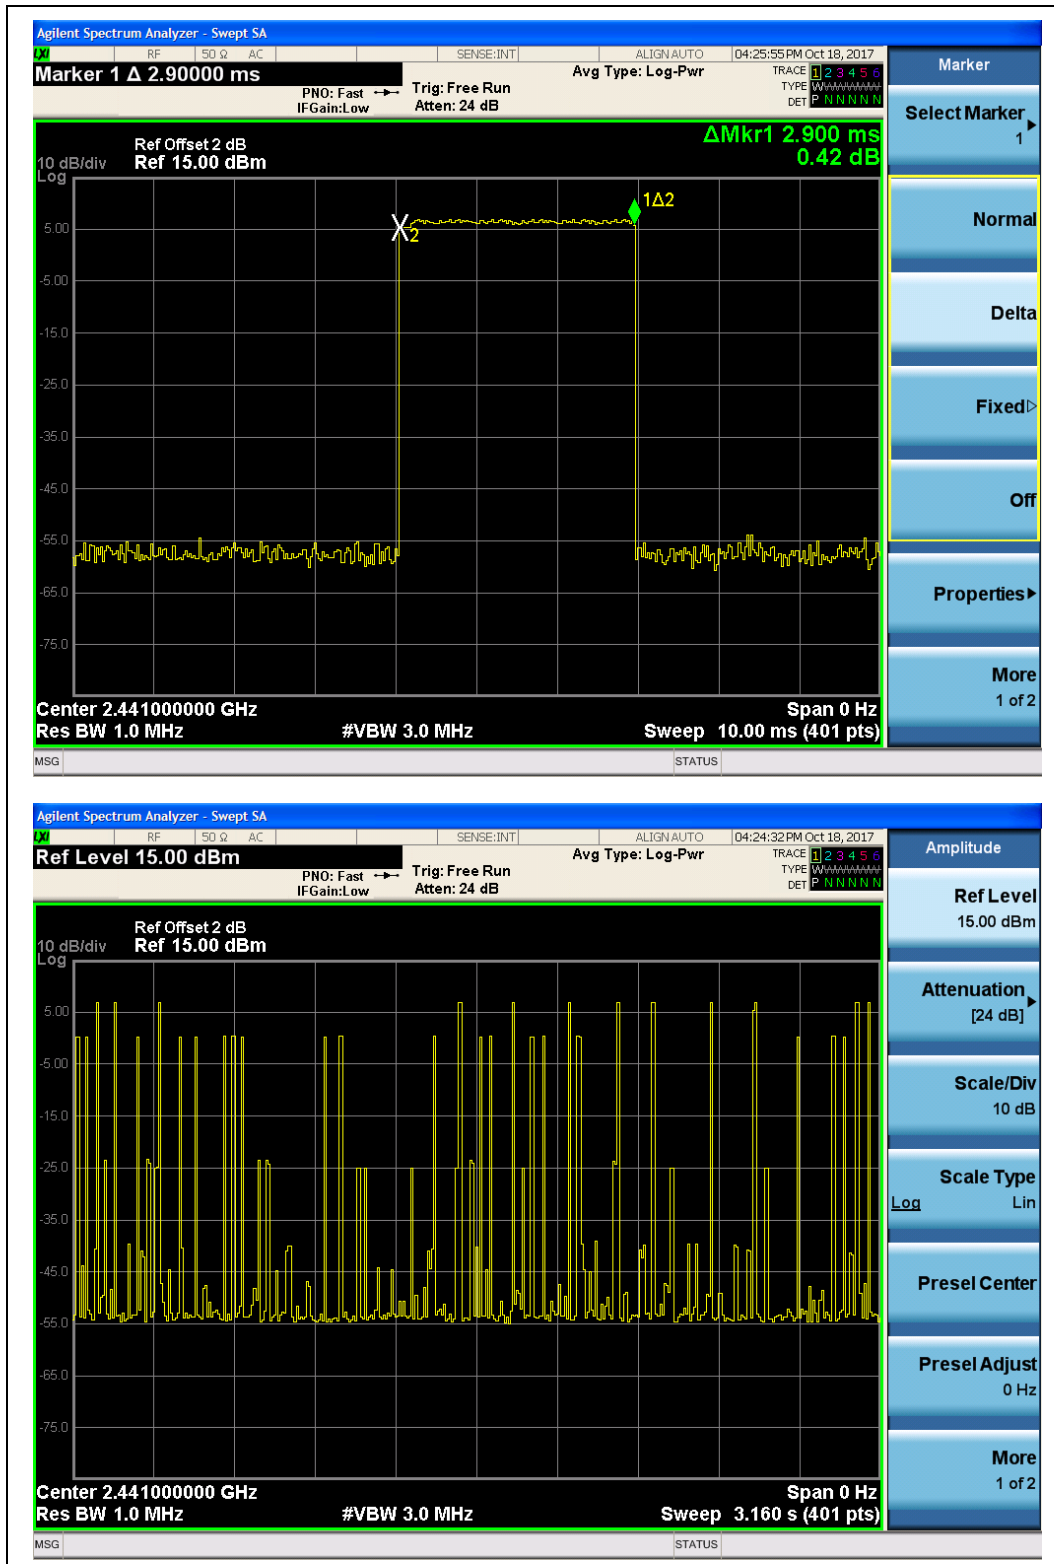 Agilent Spectrum Analyzer - Swept SA
LXI RF 50 Ω AC SENSE:INT ALIGN AUTO 04:25:55 PM Oct 18, 2017
Marker 1 Δ 2.90000 ms
PNO: Fast
IFGain:Low
Trig: Free Run
Atten: 24 dB
Avg Type: Log-Pwr
TRACE 1 2 3 4 5 6
TYPE
DET P N N N N N
Ref Offset 2 dB
10 dB/div Ref 15.00 dBm
Log
ΔMkr1 2.900 ms
0.42 dB
1Δ2
2
5.00
-5.00
-15.0
-25.0
-35.0
-45.0
-55.0
-65.0
-75.0
Center 2.441000000 GHz Span 0 Hz
Res BW 1.0 MHz #VBW 3.0 MHz Sweep 10.00 ms (401 pts)
MSG STATUS
Marker
Select Marker
1
Normal
Delta
Fixed
Off
Properties
More
1 of 2
Agilent Spectrum Analyzer - Swept SA
LXI RF 50 Ω AC SENSE:INT ALIGN AUTO 04:24:32 PM Oct 18, 2017
Ref Level 15.00 dBm
PNO: Fast
IFGain:Low
Trig: Free Run
Atten: 24 dB
Avg Type: Log-Pwr
TRACE 1 2 3 4 5 6
TYPE
DET P N N N N N
Ref Offset 2 dB
10 dB/div Ref 15.00 dBm
Log
5.00
-5.00
-15.0
-25.0
-35.0
-45.0
-55.0
-65.0
-75.0
Center 2.441000000 GHz Span 0 Hz
Res BW 1.0 MHz #VBW 3.0 MHz Sweep 3.160 s (401 pts)
MSG STATUS
Amplitude
Ref Level
15.00 dBm
Attenuation
[24 dB]
Scale/Div
10 dB
Scale Type
Log Lin
Presel Center
Presel Adjust
0 Hz
More
1 of 2